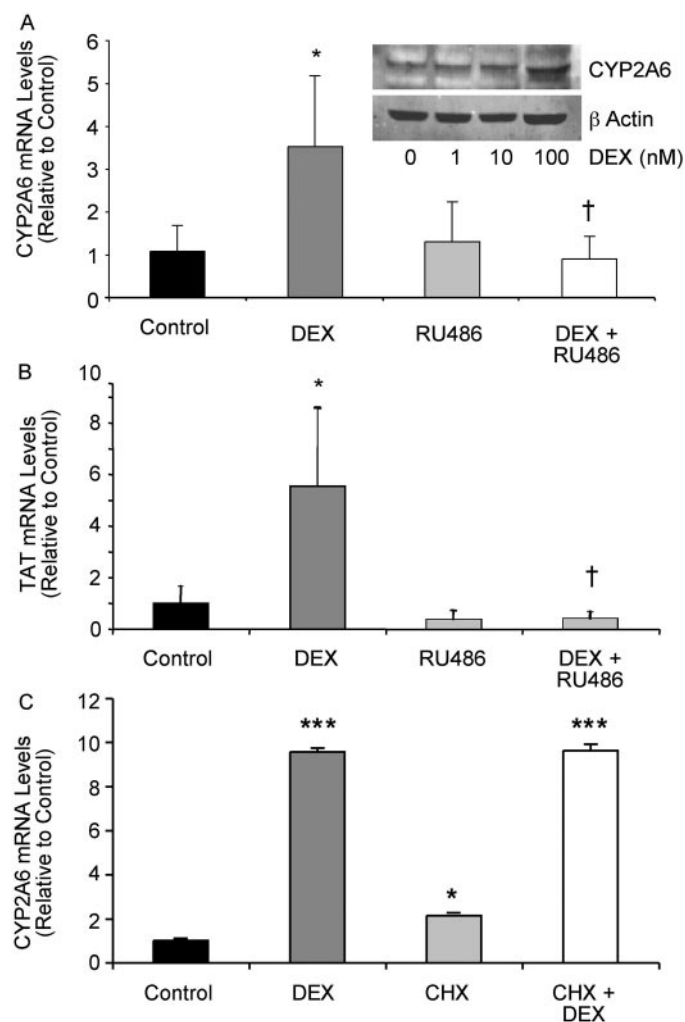 A
CYP2A6 mRNA Levels
(Relative to Control)
6
5
4
3
2
1
0
*
†
CYP2A6
β Actin
0 1 10 100 DEX (nM)
Control DEX RU486 DEX +
RU486
B
TAT mRNA Levels
(Relative to Control)
10
8
6
4
2
0
*
†
Control DEX RU486 DEX +
RU486
C
CYP2A6 mRNA Levels
(Relative to Control)
12
10
8
6
4
2
0
***
*
***
Control DEX CHX CHX +
DEX